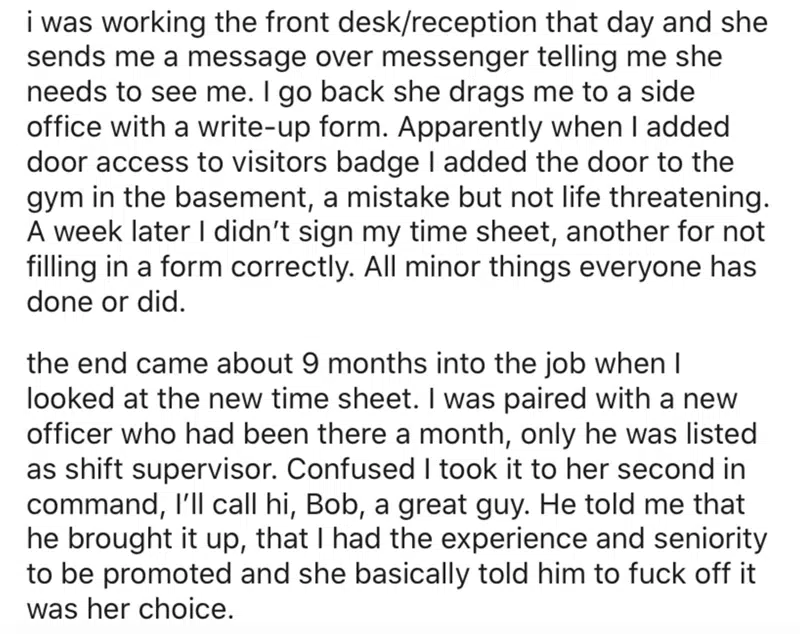 i was working the front desk/reception that day and she
sends me a message over messenger telling me she
needs to see me. I go back she drags me to a side
office with a write-up form. Apparently when I added
door access to visitors badge I added the door to the
gym in the basement, a mistake but not life threatening.
A week later I didn’t sign my time sheet, another for not
filling in a form correctly. All minor things everyone has
done or did.
the end came about 9 months into the job when I
looked at the new time sheet. I was paired with a new
officer who had been there a month, only he was listed
as shift supervisor. Confused I took it to her second in
command, I’ll call hi, Bob, a great guy. He told me that
he brought it up, that I had the experience and seniority
to be promoted and she basically told him to fuck off it
was her choice.